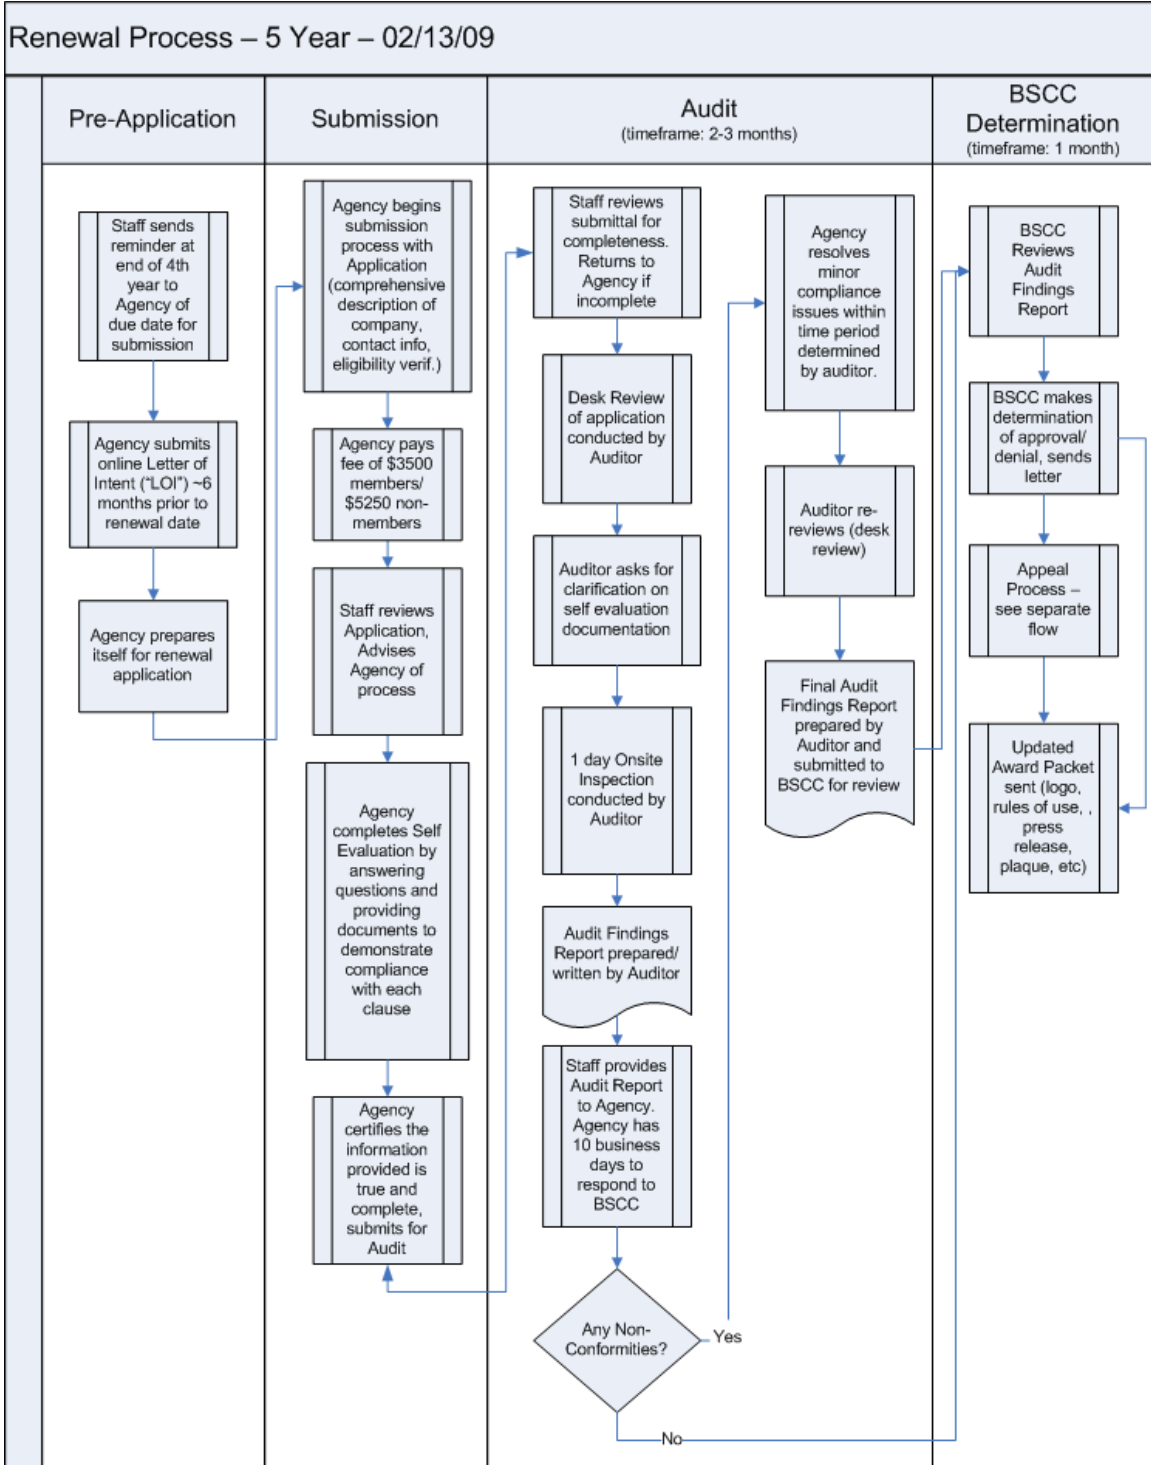 Renewal Process – 5 Year – 02/13/09
Pre-Application
Submission
Audit
(timeframe: 2-3 months)
BSCC
Determination
(timeframe: 1 month)
Staff sends
reminder at
end of 4th
year to
Agency of
due date for
submission
Agency submits
online Letter of
Intent (“LOI”) ~6
months prior to
renewal date
Agency prepares
itself for renewal
application
Agency begins
submission
process with
Application
(comprehensive
description of
company,
contact info,
eligibility verif.)
Agency pays
fee of $3500
members/
$5250 non-
members
Staff reviews
Application,
Advises
Agency of
process
Agency
completes Self
Evaluation by
answering
questions and
providing
documents to
demonstrate
compliance
with each
clause
Agency
certifies the
information
provided is
true and
complete,
submits for
Audit
Staff reviews
submittal for
completeness.
Returns to
Agency if
incomplete
Desk Review
of application
conducted by
Auditor
Auditor asks for
clarification on
self evaluation
documentation
1 day Onsite
Inspection
conducted by
Auditor
Audit Findings
Report prepared/
written by Auditor
Staff provides
Audit Report
to Agency.
Agency has
10 business
days to
respond to
BSCC
Any Non-
Conformities?
Yes
No
Agency
resolves
minor
compliance
issues within
time period
determined
by auditor.
Auditor re-
reviews (desk
review)
Final Audit
Findings Report
prepared by
Auditor and
submitted to
BSCC for review
BSCC
Reviews
Audit
Findings
Report
BSCC makes
determination
of approval/
denial, sends
letter
Appeal
Process –
see separate
flow
Updated
Award Packet
sent (logo,
rules of use, ,
press
release,
plaque, etc)